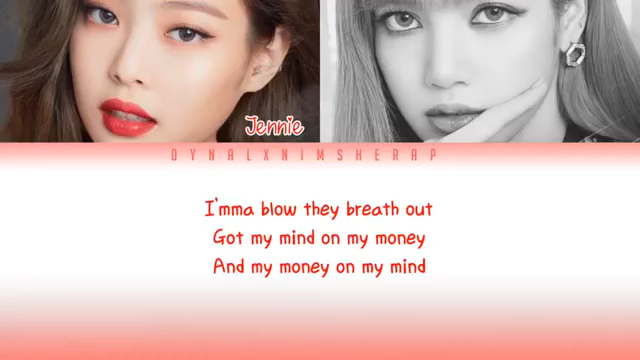 Jennie
DYNALXNIMSHERAP
I'mma blow they breath out
Got my mind on my money
And my money on my mind